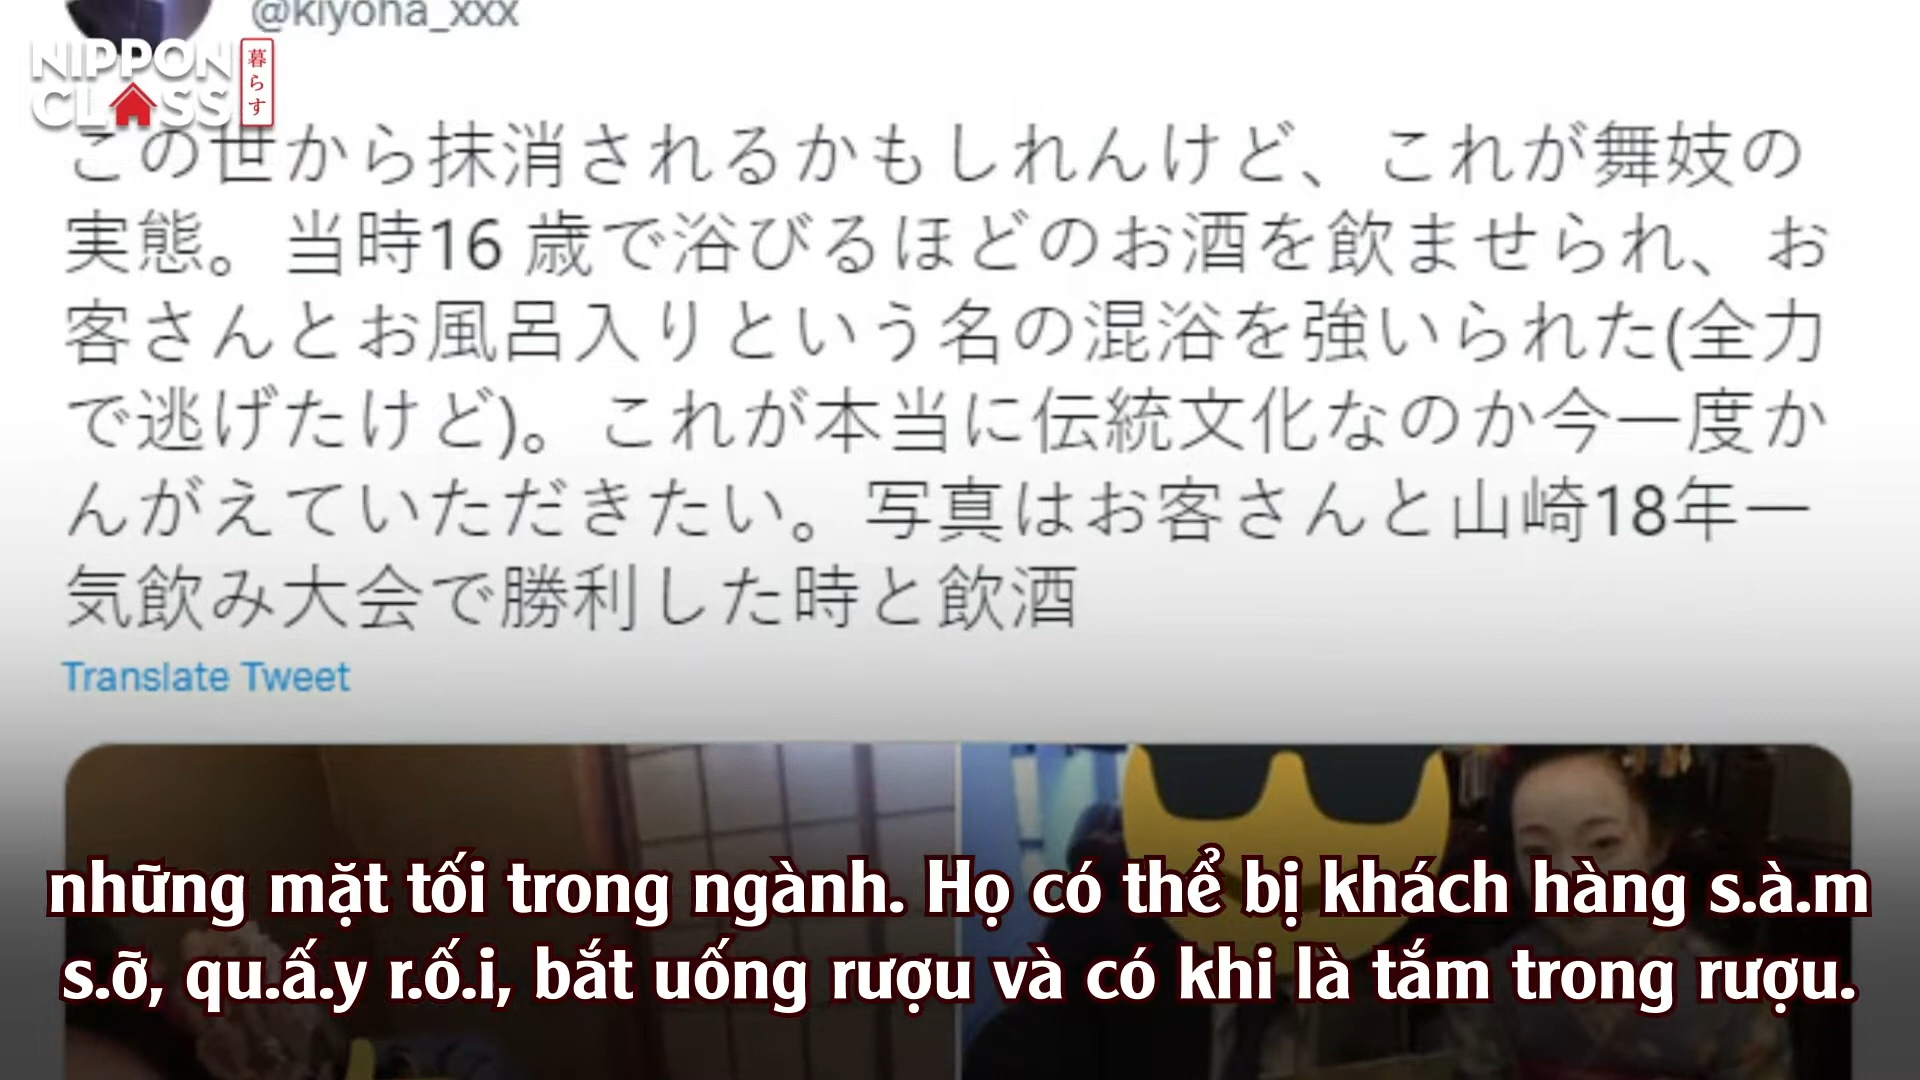 @kiyoha_xxx
NIPPON
CLASS
暮らす
この世から抹消されるかもしれんけど、これが舞妓の
実態。当時16 歳で浴びるほどのお酒を飲ませられ、お
客さんとお風呂入りという名の混浴を強いられた(全力
で逃げたけど)。これが本当に伝統文化なのか今一度か
んがえていただきたい。写真はお客さんと山崎18年一
気飲み大会で勝利した時と飲酒
Translate Tweet
những mặt tối trong ngành. Họ có thể bị khách hàng s.à.m
s.ỡ, qu.ấ.y r.ố.i, bắt uống rượu và có khi là tắm trong rượu.